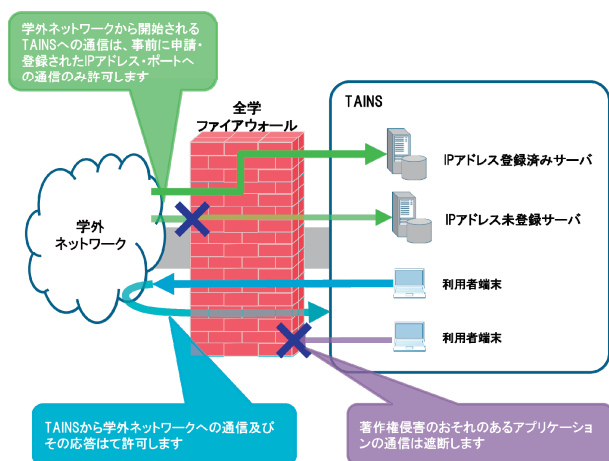 学外ネットワークから開始される
TAINSへの通信は、事前に申請・
登録されたIPアドレス・ポートへ
の通信のみ許可します
全学
ファイアウォール
TAINS
IPアドレス登録済みサーバ
学外
ネットワーク
IPアドレス未登録サーバ
利用者端末
利用者端末
TAINSから学外ネットワークへの通信及び
その応答はて許可します
著作権侵害のおそれのあるアプリケーショ
ンの通信は遮断します